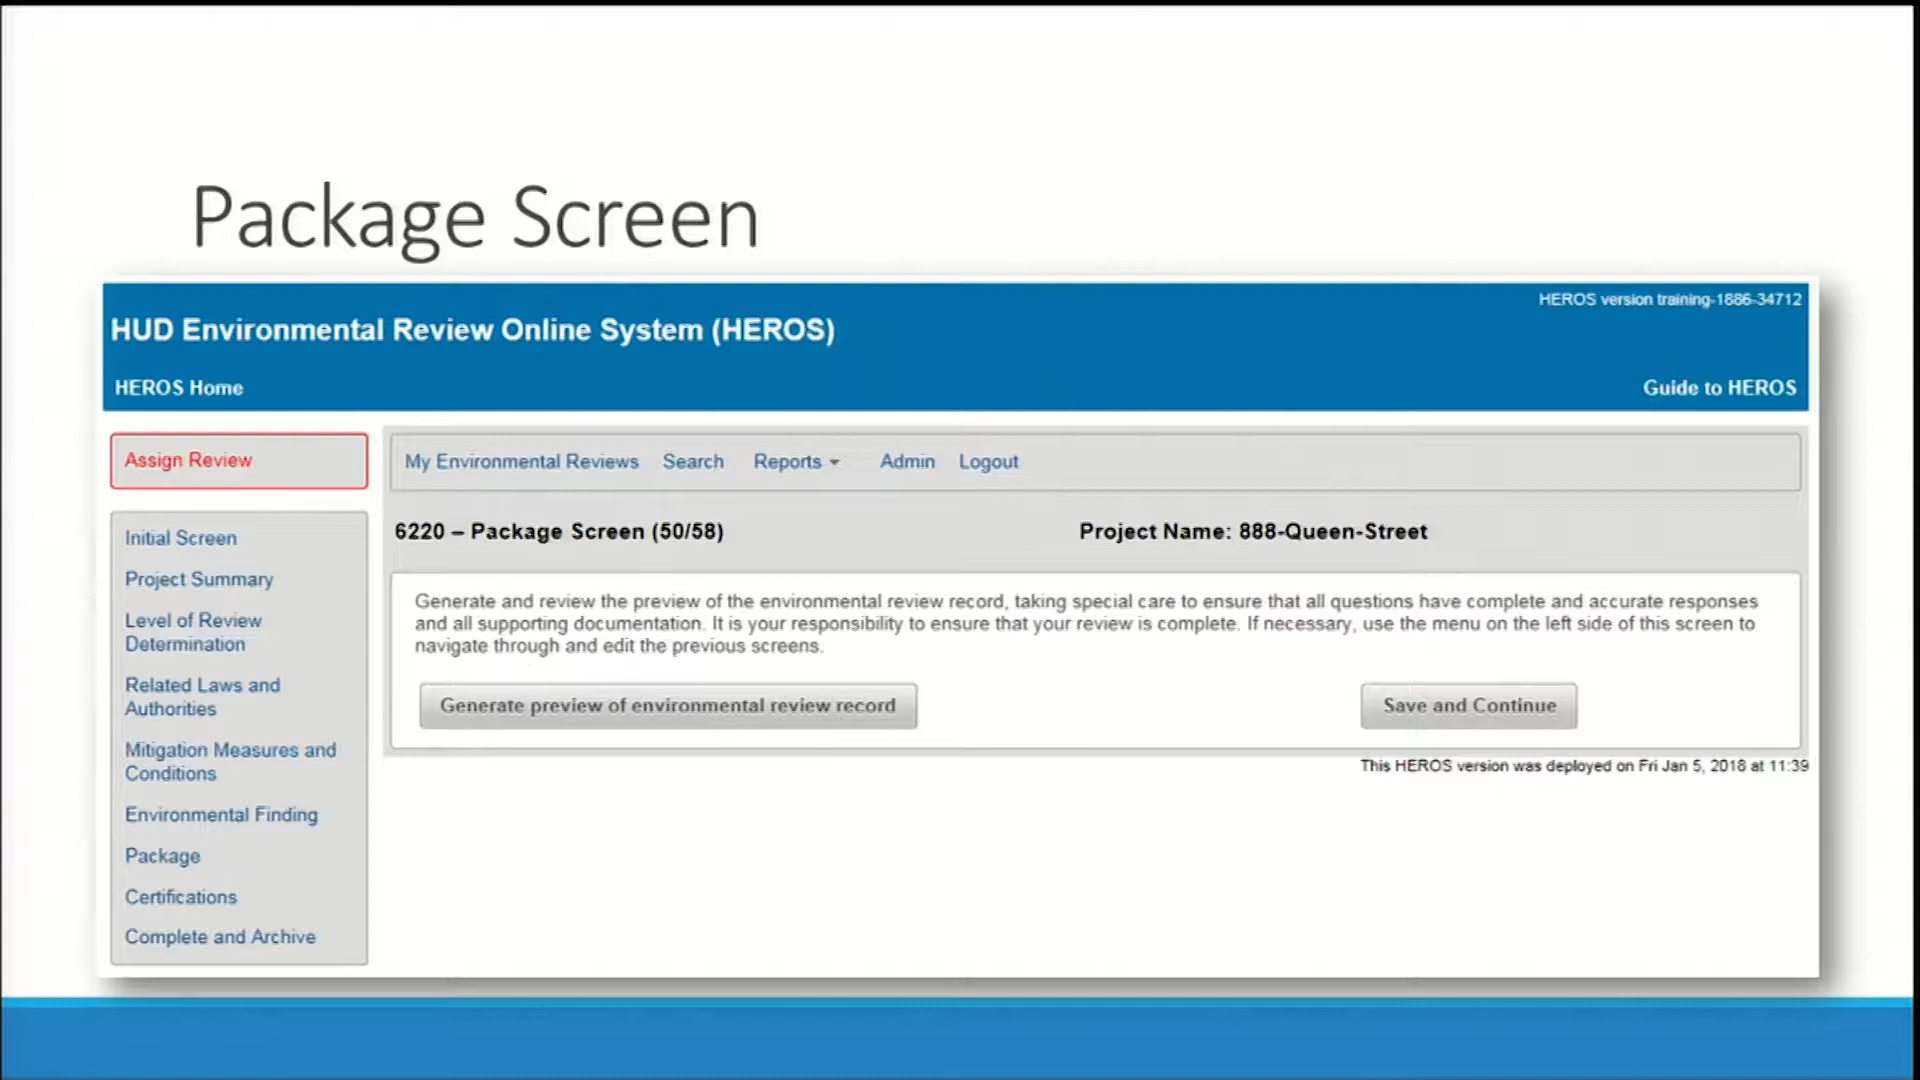 Package Screen
HEROS version training-1886-34712
HUD Environmental Review Online System (HEROS)
HEROS Home
Guide to HEROS
Assign Review
My Environmental Reviews Search Reports Admin Logout
Initial Screen
Project Summary
Level of Review
Determination
Related Laws and
Authorities
Mitigation Measures and
Conditions
Environmental Finding
Package
Certifications
Complete and Archive
6220 – Package Screen (50/58)
Project Name: 888-Queen-Street
Generate and review the preview of the environmental review record, taking special care to ensure that all questions have complete and accurate responses
and all supporting documentation. It is your responsibility to ensure that your review is complete. If necessary, use the menu on the left side of this screen to
navigate through and edit the previous screens.
Generate preview of environmental review record
Save and Continue
This HEROS version was deployed on Fri Jan 5, 2018 at 11:39